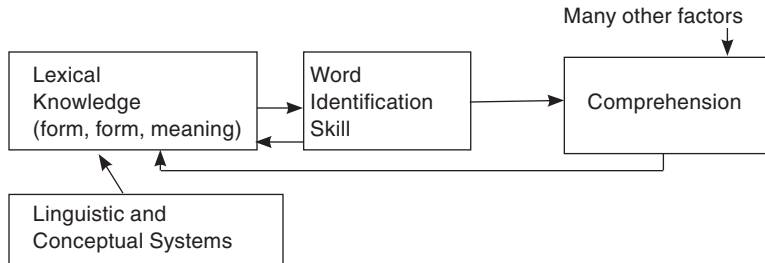 Many other factors
Lexical
Knowledge
(form, form, meaning)
Word
Identification
Skill
Comprehension
Linguistic and
Conceptual Systems